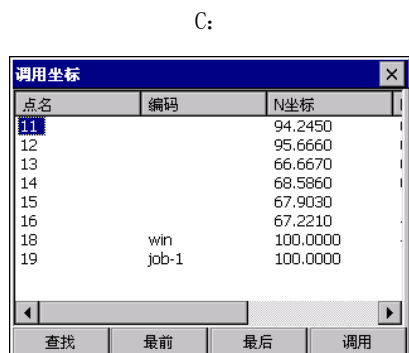 C：
调用坐标
点名 编码 N坐标
11 94.2450
12 95.6660
13 66.6670
14 68.5860
15 67.9030
16 67.2210
18 win 100.0000
19 job-1 100.0000
查找 最前 最后 调用